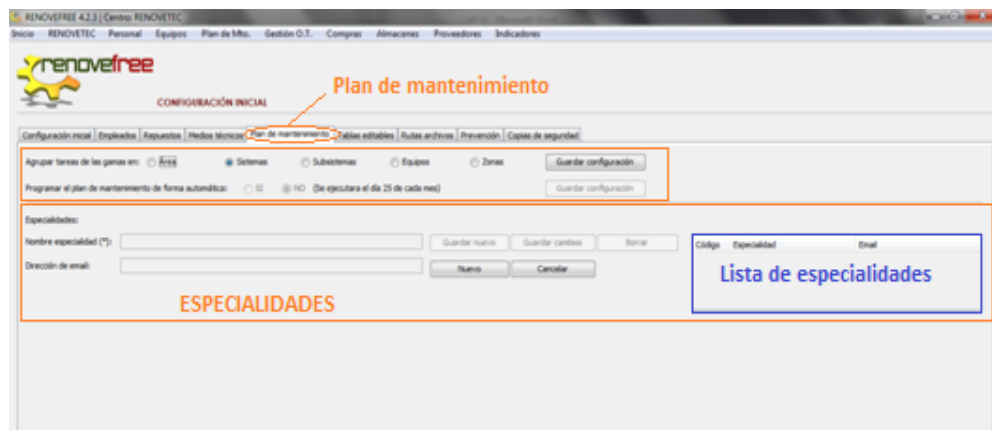 RENOVEFREE 4.2.3 | Centro: RENOVETEC
Inicio RENOVETEC Personal Equipos Plan de Mto. Gestión O.T. Compras Almacenes Proveedores Indicadores
renovefree
Plan de mantenimiento
CONFIGURACIÓN INICIAL
Configuración inicial Empleados Repuestos Medios técnicos Plan de mantenimiento Tablas editables Rutas archivos Prevención Copias de seguridad
Agrupar tareas de las gamas en: Área Sistemas Subsistemas Equipos Zonas Guardar configuración
Programar el plan de mantenimiento de forma automática: SI NO (Se ejecutara el día 25 de cada mes) Guardar configuración
Especialidades:
Nombre especialidad (*): Guardar nuevo Guardar cambios Borrar Código Especialidad Email
Dirección de email: Nuevo Cancelar
Lista de especialidades
ESPECIALIDADES